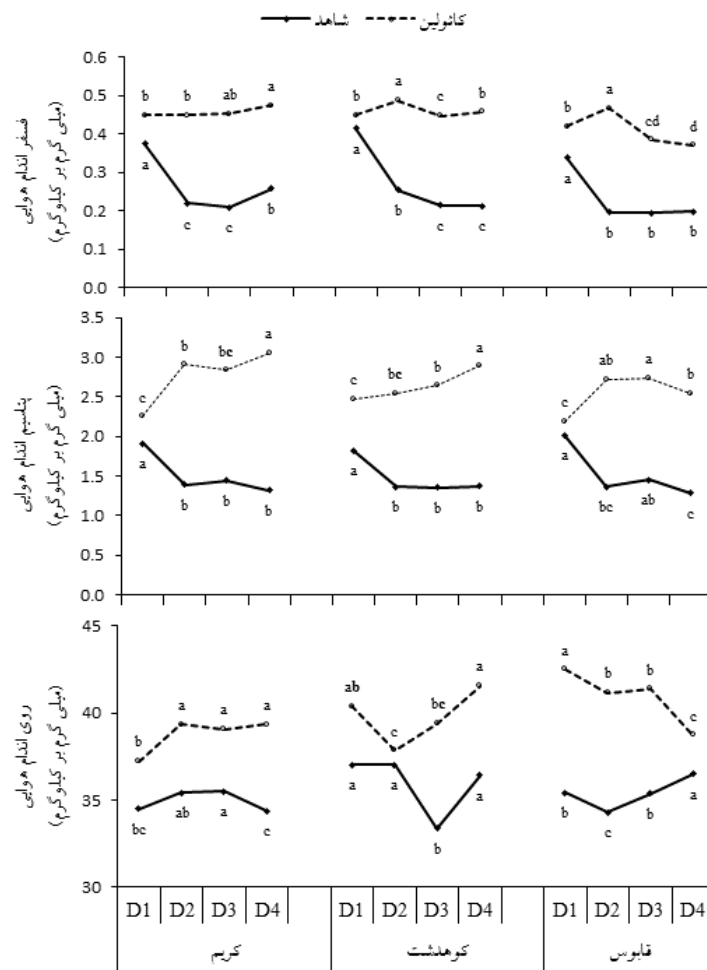 شاهد کائولین
فسفر اندام هوایی
(میلی گرم بر کیلوگرم)
0.6
0.5
0.4
0.3
0.2
0.1
0.0
b b ab a
a c c b
b a c b
a b c c
b a cd d
a b b b
پتاسیم اندام هوایی
(میلی گرم بر کیلوگرم)
3.5
3.0
2.5
2.0
1.5
1.0
0.5
0.0
c b bc a
a b b b
c bc b a
a b b b
c ab a b
a bc ab c
روی اندام هوایی
(میلی گرم بر کیلوگرم)
45
40
35
30
b a a a
bc ab a c
ab c bc a
a a b a
a b b c
b c b a
D1 D2 D3 D4 D1 D2 D3 D4 D1 D2 D3 D4
کریم کوهدشت قابوس